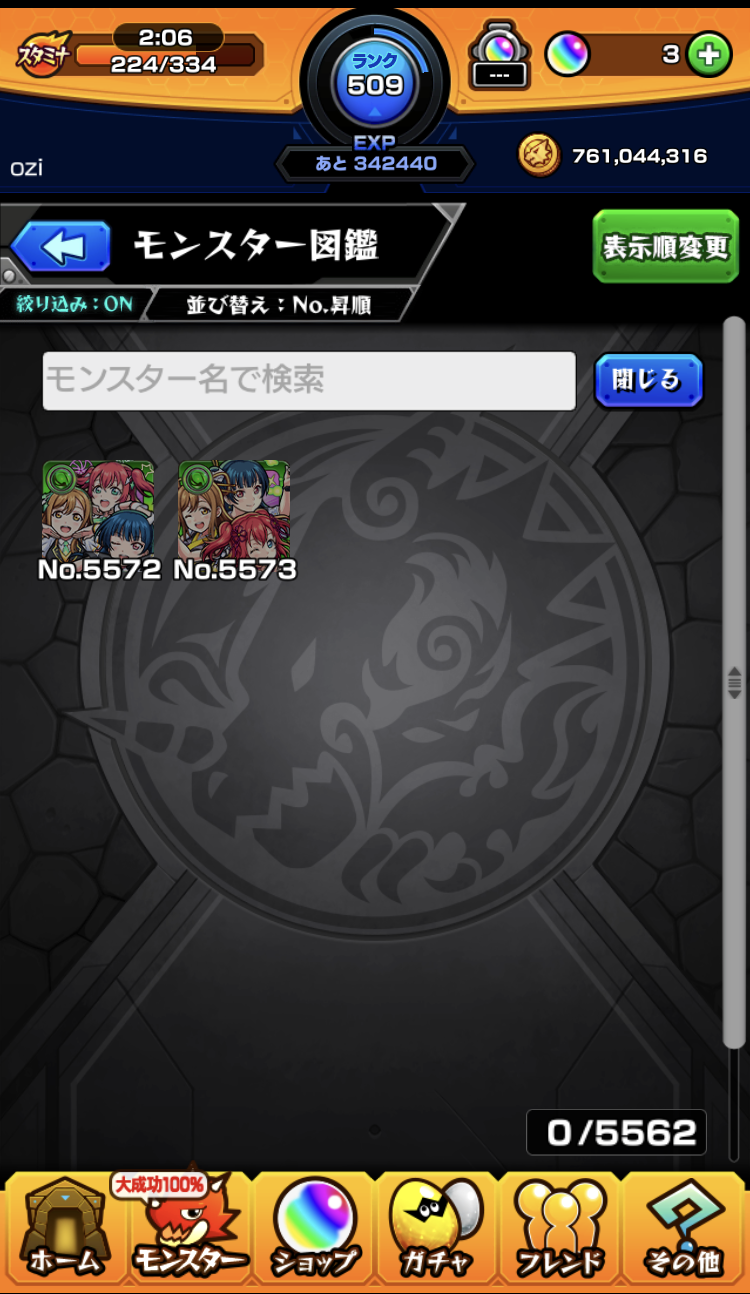 スタミナ
2:06
224/334
ランク
509
---
3
EXP
あと 342440
761,044,316
ozi
モンスター図鑑
表示順変更
絞り込み:ON
並び替え:No.昇順
モンスター名で検索
閉じる
No.5572
No.5573
0/5562
大成功100%
ホーム
モンスター
ショップ
ガチャ
フレンド
その他